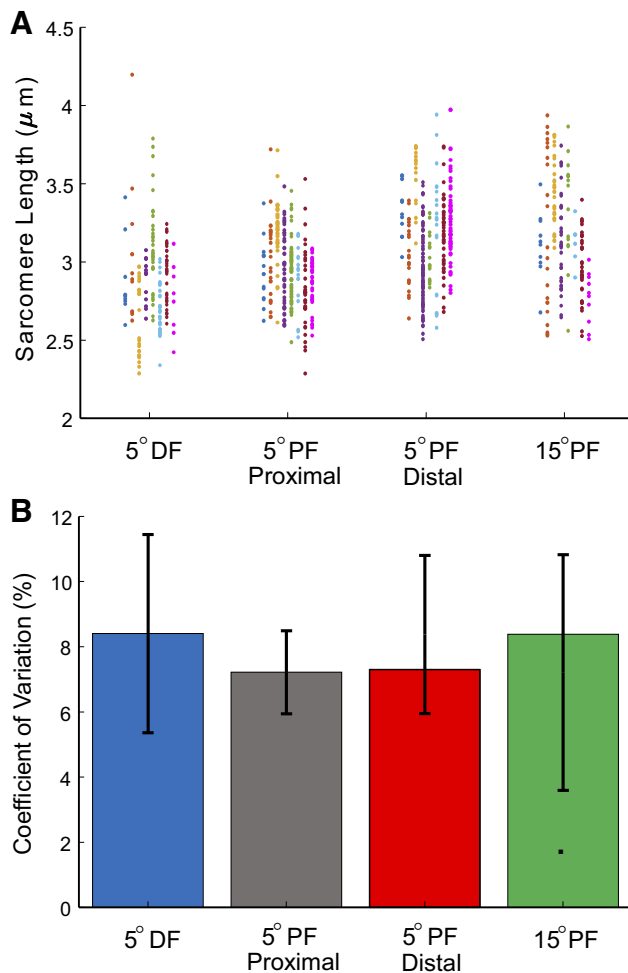 A
Sarcomere Length (μm)
4.5
4
3.5
3
2.5
2
5°DF
5°PF
Proximal
5°PF
Distal
15°PF
B
Coefficient of Variation (%)
12
10
8
6
4
2
0
5°DF
5°PF
Proximal
5°PF
Distal
15°PF